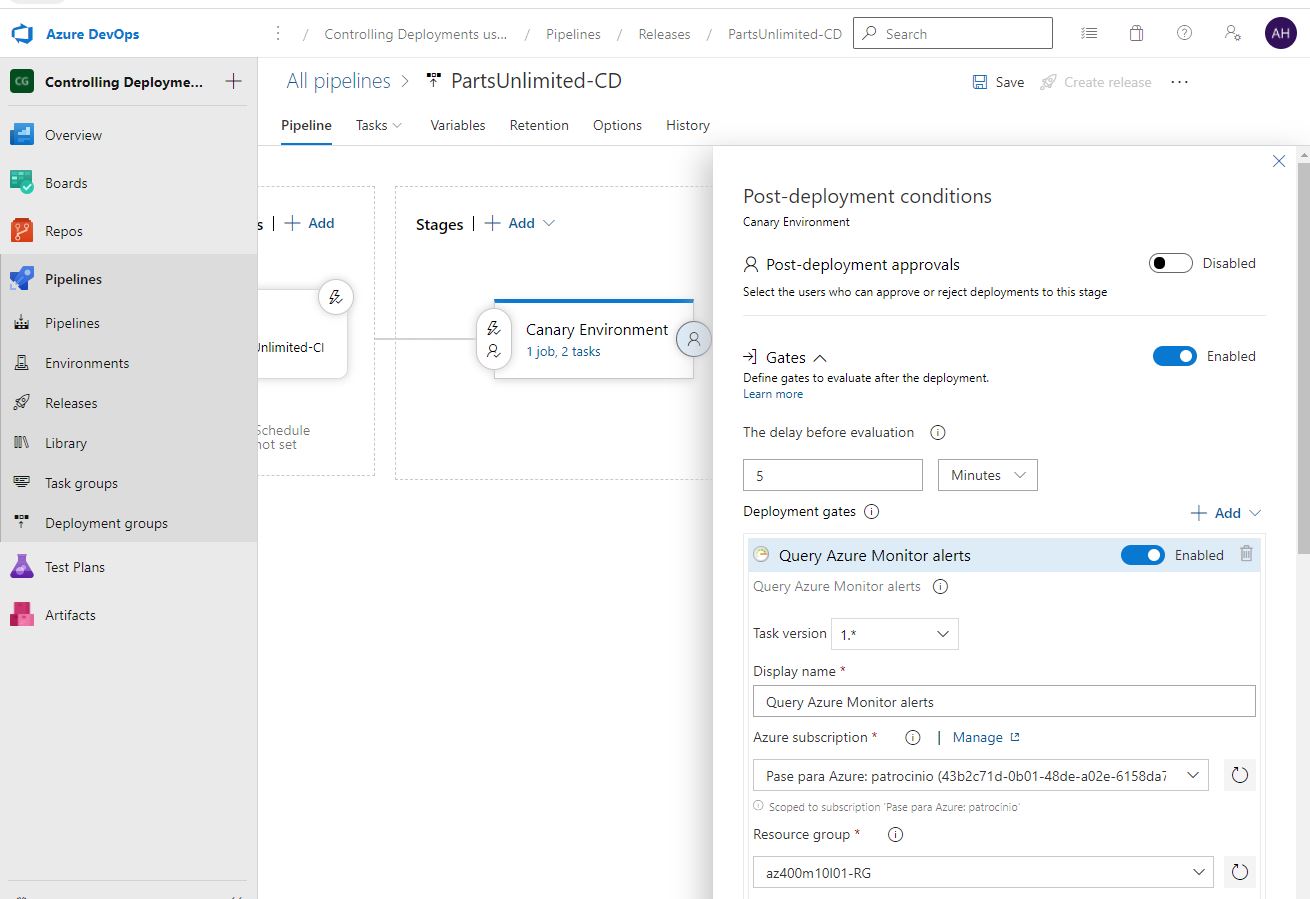 Azure DevOps
/ Controlling Deployments us... / Pipelines / Releases / PartsUnlimited-CD
Search
AH
CG
Controlling Deployme...
Overview
Boards
Repos
Pipelines
Pipelines
Environments
Releases
Library
Task groups
Deployment groups
Test Plans
Artifacts
All pipelines > PartsUnlimited-CD
Save
Create release
Pipeline Tasks Variables Retention Options History
s | + Add
Unlimited-CI
Schedule
not set
Stages | + Add
Canary Environment
1 job, 2 tasks
Post-deployment conditions
Canary Environment
Post-deployment approvals
Disabled
Select the users who can approve or reject deployments to this stage
Gates
Enabled
Define gates to evaluate after the deployment.
Learn more
The delay before evaluation
5
Minutes
Deployment gates
+ Add
Query Azure Monitor alerts
Enabled
Query Azure Monitor alerts
Task version 1.*
Display name *
Query Azure Monitor alerts
Azure subscription * | Manage
Pase para Azure: patrocinio (43b2c71d-0b01-48de-a02e-6158da7
Scoped to subscription 'Pase para Azure: patrocinio'
Resource group *
az400m10l01-RG